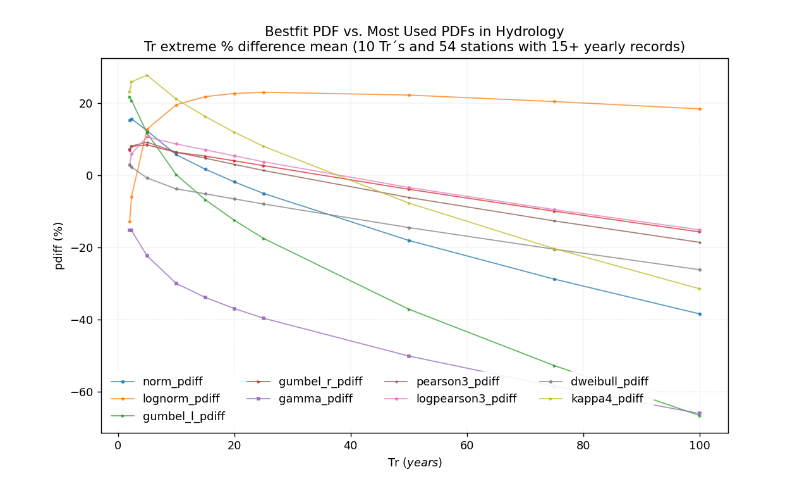 Bestfit PDF vs. Most Used PDFs in Hydrology
Tr extreme % difference mean (10 Tr´s and 54 stations with 15+ yearly records)
pdiff (%)
20
0
−20
−40
−60
norm_pdiff
lognorm_pdiff
gumbel_l_pdiff
gumbel_r_pdiff
gamma_pdiff
pearson3_pdiff
logpearson3_pdiff
dweibull_pdiff
kappa4_pdiff
0 20 40 60 80 100
Tr (years)